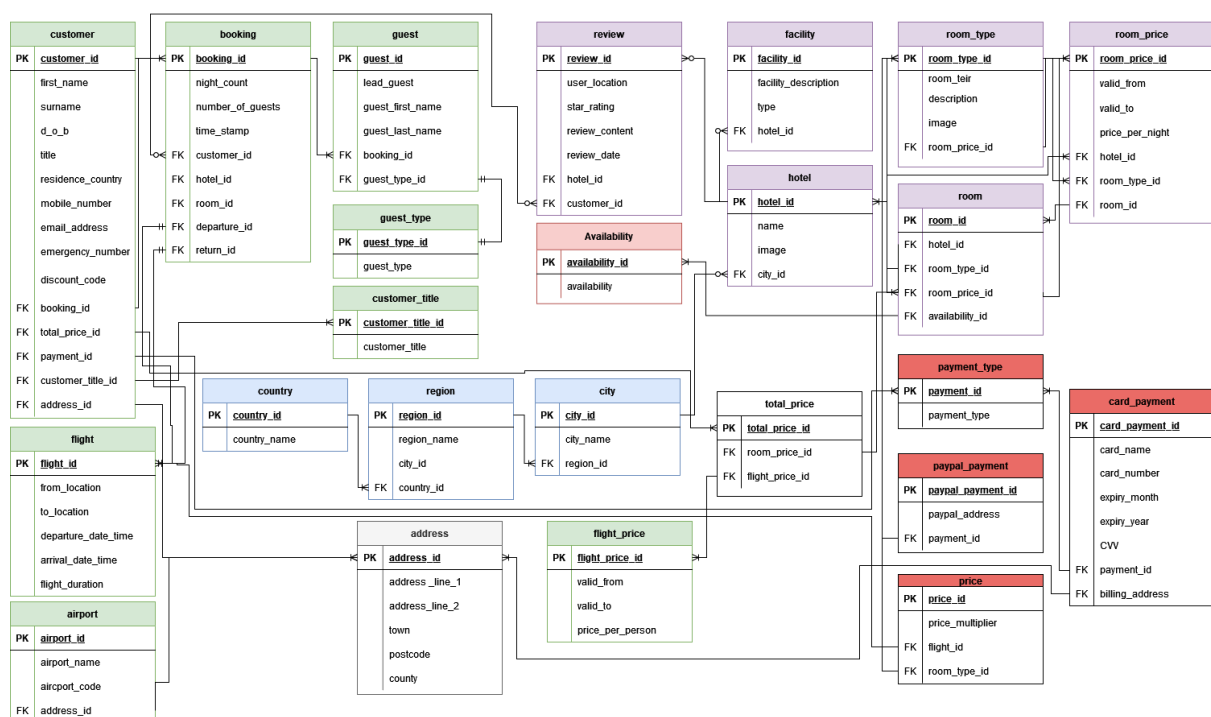 customer
PK customer_id
first_name
surname
d_o_b
title
residence_country
mobile_number
email_address
emergency_number
discount_code
FK booking_id
FK total_price_id
FK payment_id
FK customer_title_id
FK address_id
booking
PK booking_id
night_count
number_of_guests
time_stamp
FK customer_id
FK hotel_id
FK room_id
FK departure_id
FK return_id
guest
PK guest_id
lead_guest
guest_first_name
guest_last_name
FK booking_id
FK guest_type_id
guest_type
PK guest_type_id
guest_type
customer_title
PK customer_title_id
customer_title
review
PK review_id
user_location
star_rating
review_content
review_date
FK hotel_id
FK customer_id
Availability
PK availability_id
availability
facility
PK facility_id
facility_description
type
FK hotel_id
hotel
PK hotel_id
name
image
FK city_id
room_type
PK room_type_id
room_teir
description
image
FK room_price_id
room
PK room_id
FK hotel_id
FK room_type_id
FK room_price_id
FK availability_id
room_price
PK room_price_id
valid_from
valid_to
price_per_night
FK hotel_id
FK room_type_id
FK room_id
country
PK country_id
country_name
region
PK region_id
region_name
city_id
FK country_id
city
PK city_id
city_name
FK region_id
total_price
PK total_price_id
FK room_price_id
FK flight_price_id
payment_type
PK payment_id
payment_type
card_payment
PK card_payment_id
card_name
card_number
expiry_month
expiry_year
CVV
FK payment_id
FK billing_address
paypal_payment
PK paypal_payment_id
paypal_address
FK payment_id
price
PK price_id
price_multiplier
FK flight_id
FK room_type_id
flight
PK flight_id
from_location
to_location
departure_date_time
arrival_date_time
flight_duration
airport
PK airport_id
airport_name
aircport_code
FK address_id
address
PK address_id
address _line_1
address_line_2
town
postcode
county
flight_price
PK flight_price_id
valid_from
valid_to
price_per_person